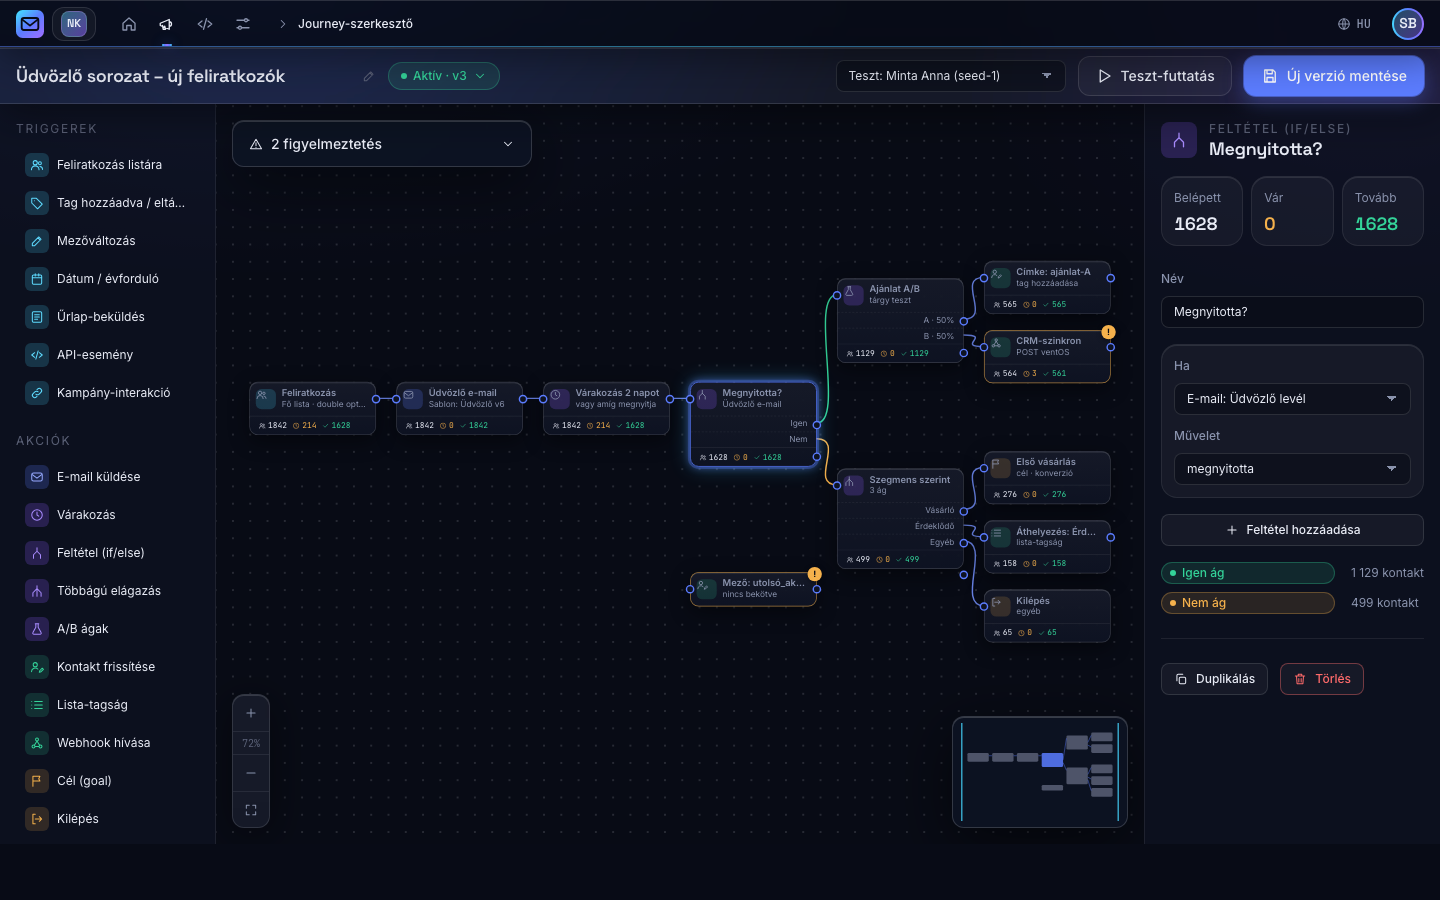 NK
Journey-szerkesztő
HU
SB
Üdvözlő sorozat – új feliratkozók
Aktív · v3
Teszt: Minta Anna (seed-1)
Teszt-futtatás
Új verzió mentése
TRIGGEREK
Feliratkozás listára
Tag hozzáadva / eltá…
Mezőváltozás
Dátum / évforduló
Űrlap-beküldés
API-esemény
Kampány-interakció
AKCIÓK
E-mail küldése
Várakozás
Feltétel (if/else)
Többágú elágazás
A/B ágak
Kontakt frissítése
Lista-tagság
Webhook hívása
Cél (goal)
Kilépés
2 figyelmeztetés
Feliratkozás
Fő lista · double opt…
1842 214 1628
Üdvözlő e-mail
Sablon: Üdvözlő v6
1842 0 1842
Várakozás 2 napot
vagy amíg megnyitja
1842 214 1628
Megnyitotta?
Üdvözlő e-mail
Igen
Nem
1628 0 1628
Ajánlat A/B
tárgy teszt
A · 50%
B · 50%
1129 0 1129
Címke: ajánlat-A
tag hozzáadása
565 0 565
!
CRM-szinkron
POST ventOS
564 3 561
Szegmens szerint
3 ág
Vásárló
Érdeklődő
Egyéb
499 0 499
Első vásárlás
cél · konverzió
276 0 276
Áthelyezés: Érd…
lista-tagság
158 0 158
Kilépés
egyéb
65 0 65
!
Mező: utolsó_ak…
nincs bekötve
72%
FELTÉTEL (IF/ELSE)
Megnyitotta?
Belépett
1628
Vár
0
Tovább
1628
Név
Megnyitotta?
Ha
E-mail: Üdvözlő levél
Művelet
megnyitotta
Feltétel hozzáadása
Igen ág
1 129 kontakt
Nem ág
499 kontakt
Duplikálás
Törlés